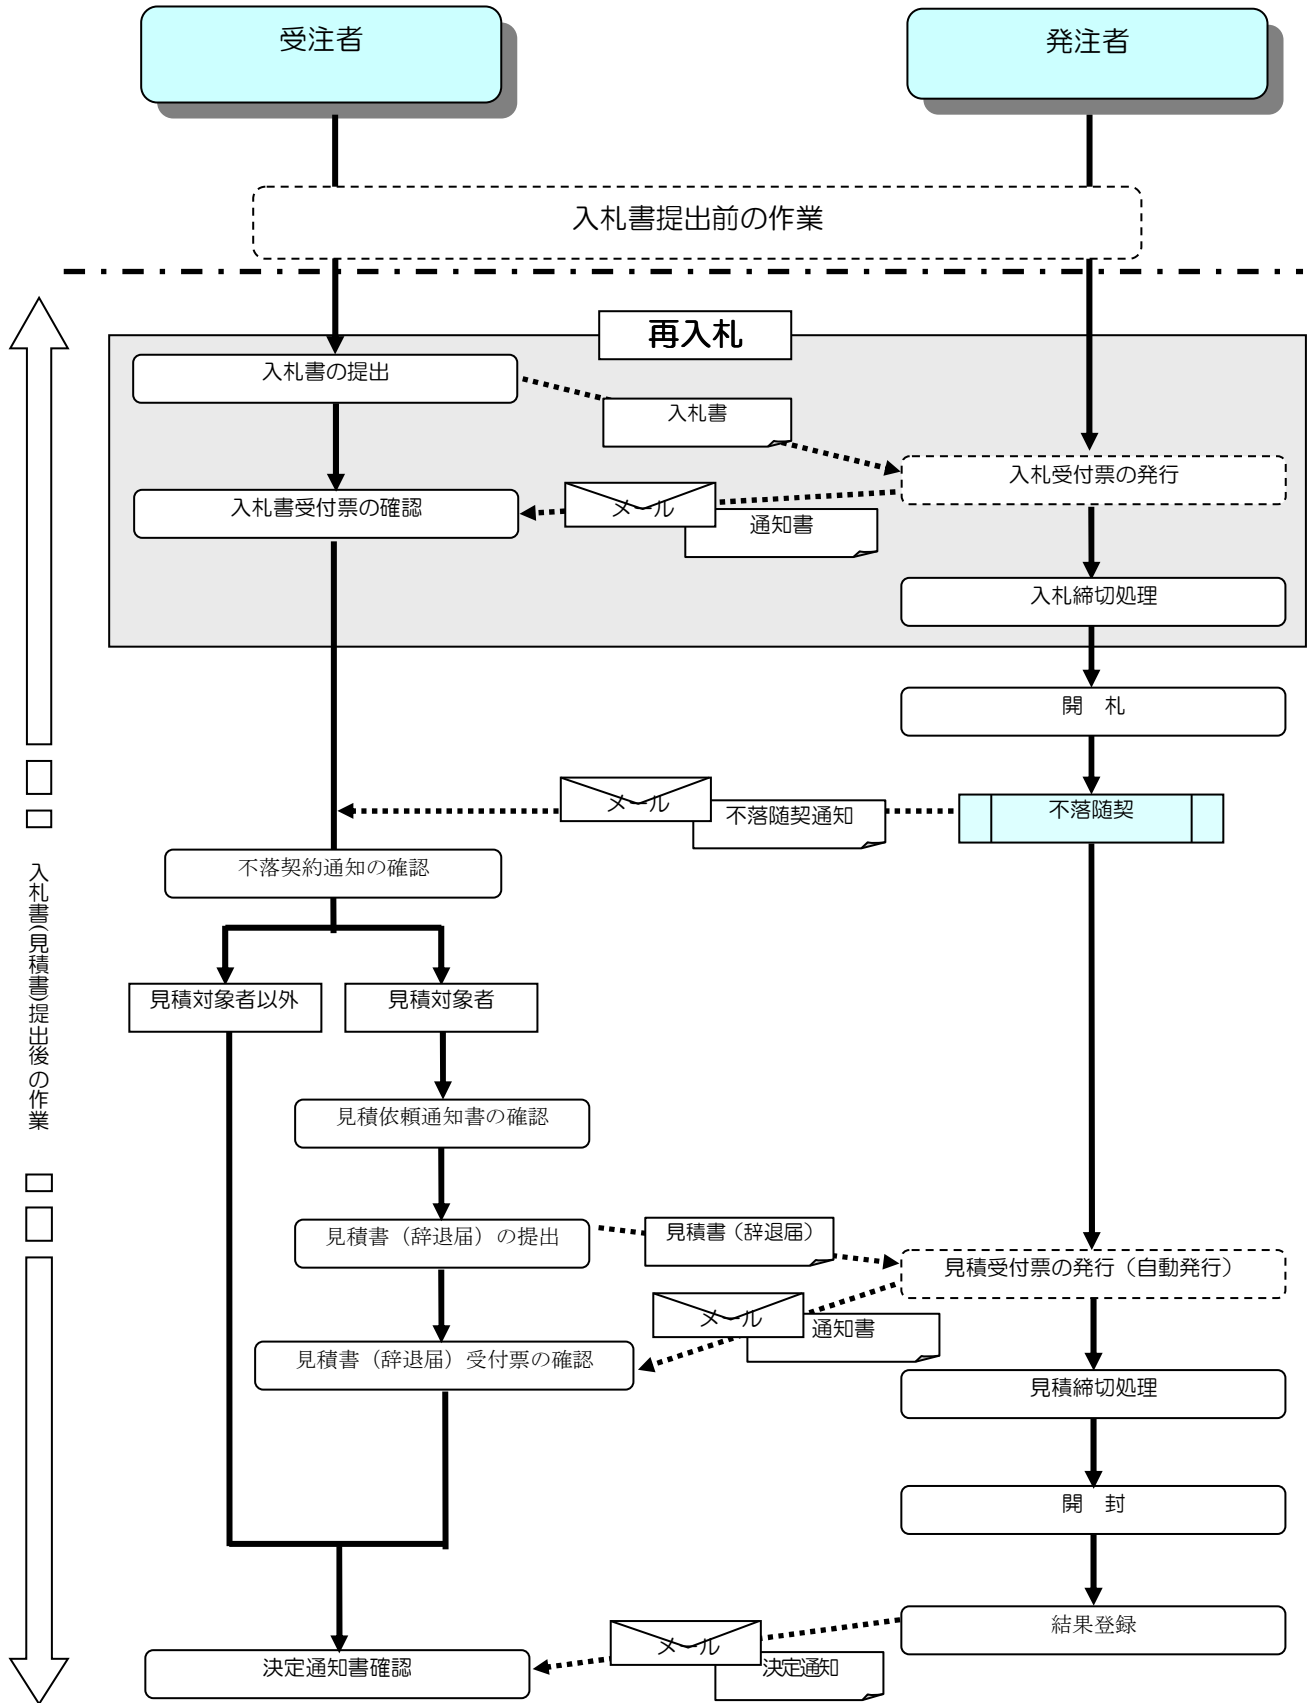 受注者
発注者
入札書提出前の作業
再入札
入札書の提出
入札書
入札受付票の発行
入札書受付票の確認
メール
通知書
入札締切処理
開　札
メール
不落随契通知
不落随契
不落契約通知の確認
入札書(見積書)提出後の作業
見積対象者以外
見積対象者
見積依頼通知書の確認
見積書（辞退届）の提出
見積書（辞退届）
見積受付票の発行（自動発行）
メール
通知書
見積書（辞退届）受付票の確認
見積締切処理
開　封
結果登録
メール
決定通知
決定通知書確認